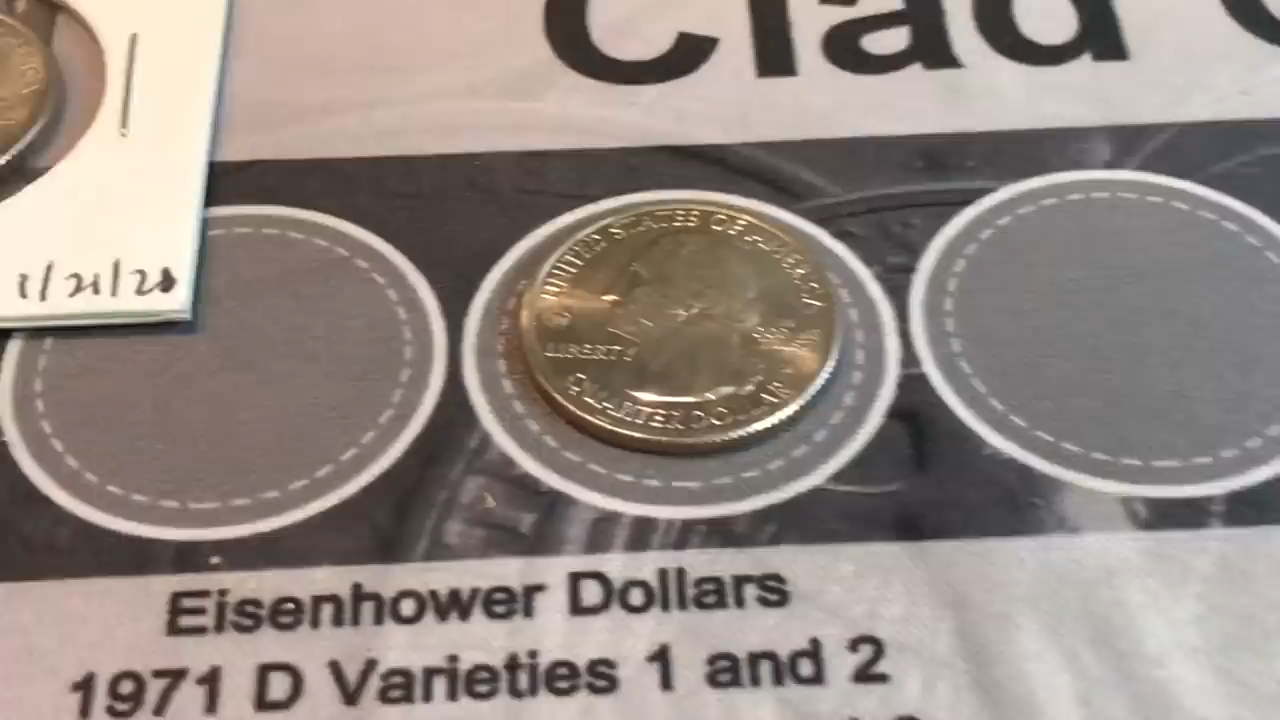 Clad
1/21/20
UNITED STATES OF AMERICA
LIBERTY
QUARTER DOLLAR
Eisenhower Dollars
1971 D Varieties 1 and 2